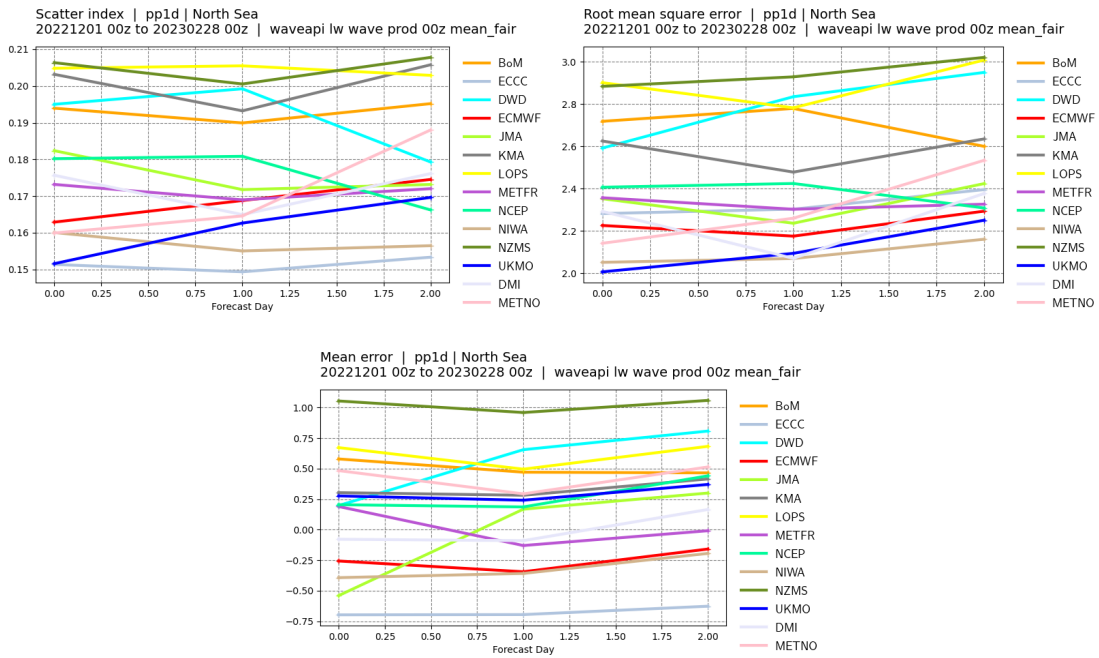 Scatter index | pp1d | North Sea
20221201 00z to 20230228 00z | waveapi lw wave prod 00z mean_fair
0.21
0.20
0.19
0.18
0.17
0.16
0.15
0.00 0.25 0.50 0.75 1.00 1.25 1.50 1.75 2.00
Forecast Day
BoM
ECCC
DWD
ECMWF
JMA
KMA
LOPS
METFR
NCEP
NIWA
NZMS
UKMO
DMI
METNO
Root mean square error | pp1d | North Sea
20221201 00z to 20230228 00z | waveapi lw wave prod 00z mean_fair
3.0
2.8
2.6
2.4
2.2
2.0
0.00 0.25 0.50 0.75 1.00 1.25 1.50 1.75 2.00
Forecast Day
BoM
ECCC
DWD
ECMWF
JMA
KMA
LOPS
METFR
NCEP
NIWA
NZMS
UKMO
DMI
METNO
Mean error | pp1d | North Sea
20221201 00z to 20230228 00z | waveapi lw wave prod 00z mean_fair
1.00
0.75
0.50
0.25
0.00
−0.25
−0.50
−0.75
0.00 0.25 0.50 0.75 1.00 1.25 1.50 1.75 2.00
Forecast Day
BoM
ECCC
DWD
ECMWF
JMA
KMA
LOPS
METFR
NCEP
NIWA
NZMS
UKMO
DMI
METNO